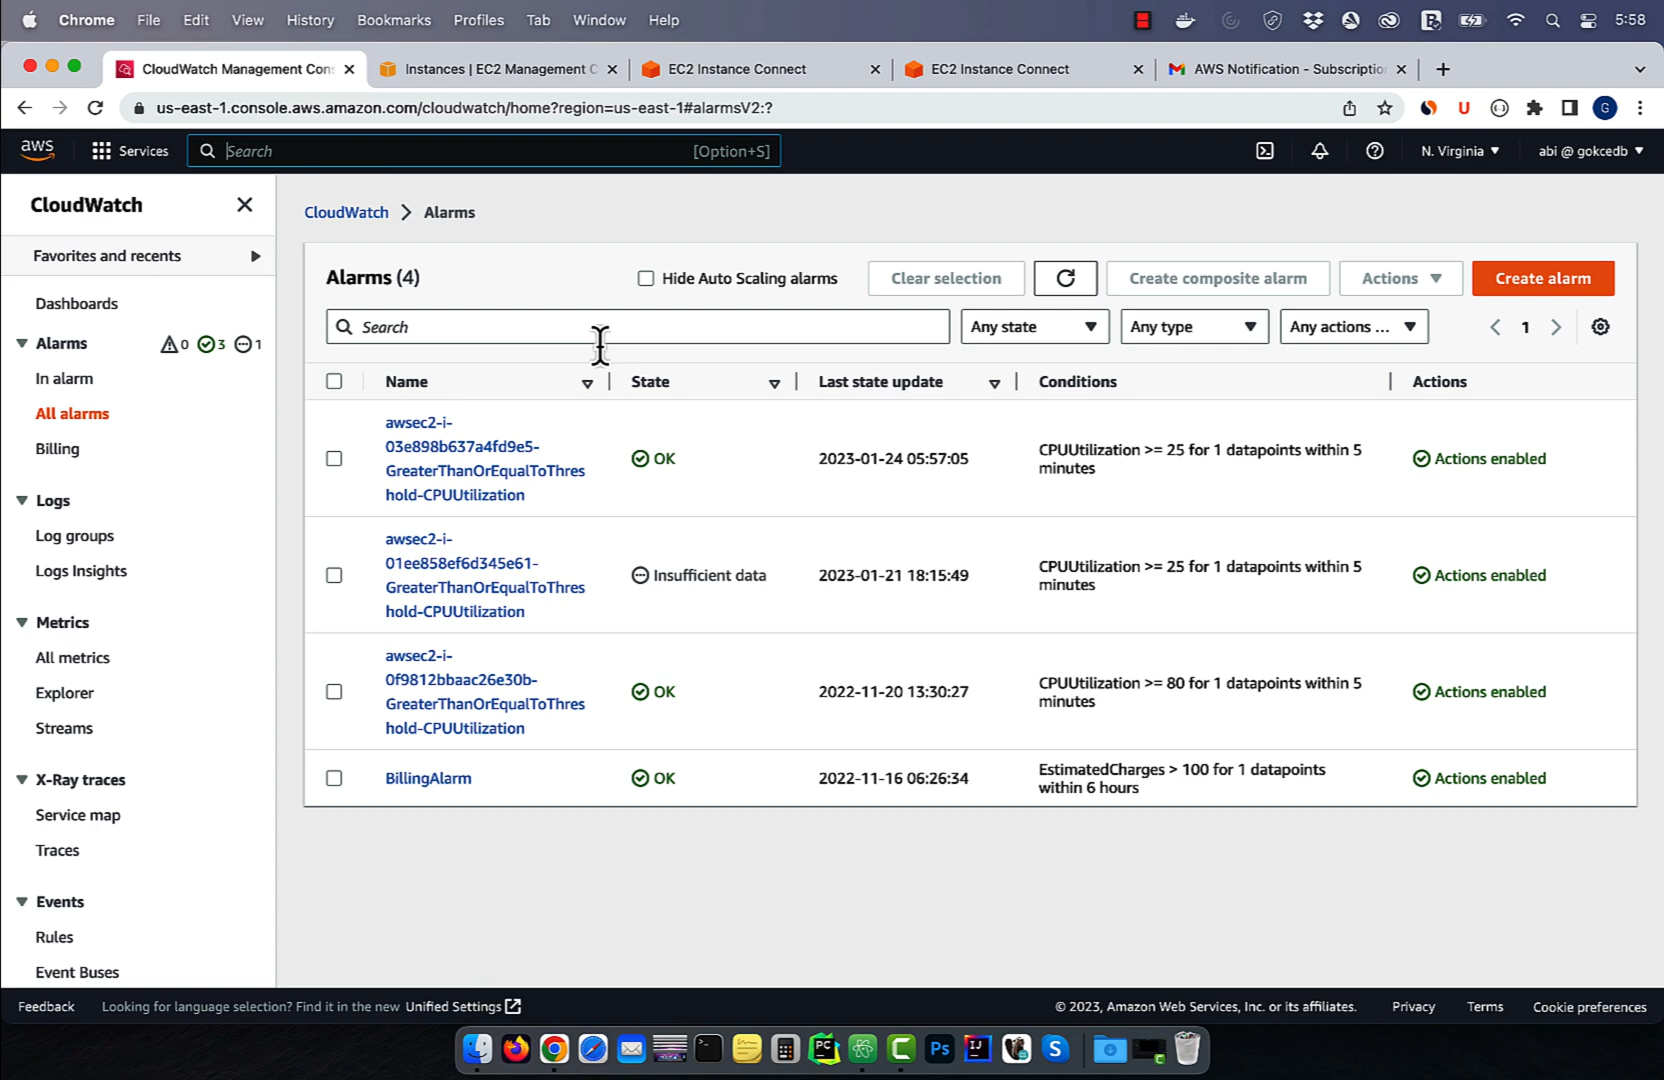 Chrome File Edit View History Bookmarks Profiles Tab Window Help 5:58
CloudWatch Management Con Instances | EC2 Management C EC2 Instance Connect EC2 Instance Connect AWS Notification - Subscriptio
us-east-1.console.aws.amazon.com/cloudwatch/home?region=us-east-1#alarmsV2:? U G
aws Services Search [Option+S] N. Virginia abi @ gokcedb
CloudWatch
Favorites and recents
Dashboards
Alarms 0 3 1
In alarm
All alarms
Billing
Logs
Log groups
Logs Insights
Metrics
All metrics
Explorer
Streams
X-Ray traces
Service map
Traces
Events
Rules
Event Buses
CloudWatch > Alarms
Alarms (4) Hide Auto Scaling alarms Clear selection Create composite alarm Actions Create alarm
Search Any state Any type Any actions ... 1
Name State Last state update Conditions Actions
awsec2-i-
03e898b637a4fd9e5-
GreaterThanOrEqualToThres
hold-CPUUtilization
OK
2023-01-24 05:57:05
CPUUtilization >= 25 for 1 datapoints within 5
minutes
Actions enabled
awsec2-i-
01ee858ef6d345e61-
GreaterThanOrEqualToThres
hold-CPUUtilization
Insufficient data
2023-01-21 18:15:49
CPUUtilization >= 25 for 1 datapoints within 5
minutes
Actions enabled
awsec2-i-
0f9812bbaac26e30b-
GreaterThanOrEqualToThres
hold-CPUUtilization
OK
2022-11-20 13:30:27
CPUUtilization >= 80 for 1 datapoints within 5
minutes
Actions enabled
BillingAlarm
OK
2022-11-16 06:26:34
EstimatedCharges > 100 for 1 datapoints
within 6 hours
Actions enabled
Feedback Looking for language selection? Find it in the new Unified Settings © 2023, Amazon Web Services, Inc. or its affiliates. Privacy Terms Cookie preferences
PC C Ps IJ S